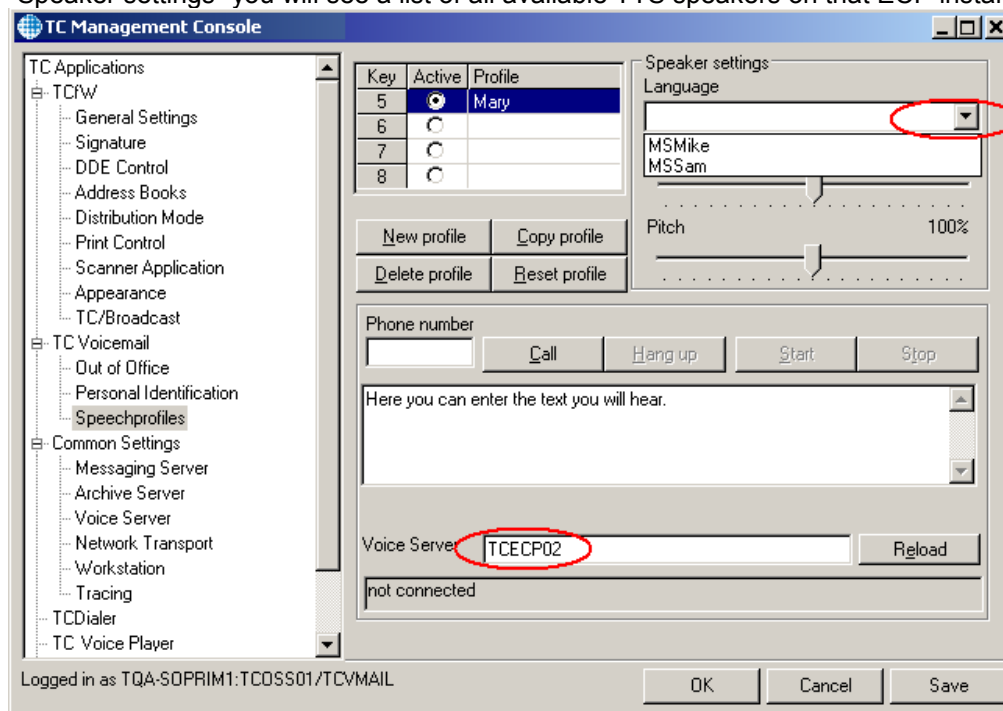 "Speaker settings" you will see a list of all available TTS speakers on that ECP
TC Management Console
TC Applications
TCfW
General Settings
Signature
DDE Control
Address Books
Distribution Mode
Print Control
Scanner Application
Appearance
TC/Broadcast
TC Voicemail
Out of Office
Personal Identification
Speechprofiles
Common Settings
Messaging Server
Archive Server
Voice Server
Network Transport
Workstation
Tracing
TCDialer
TC Voice Player
Key Active Profile
5 Mary
6
7
8
New profile Copy profile
Delete profile Reset profile
Speaker settings
Language
MSMike
MSSam
Pitch 100%
Phone number
Call Hang up Start Stop
Here you can enter the text you will hear.
Voice Server TCECP02 Reload
not connected
Logged in as TQA-SOPRIM1:TCOSS01/TCVMAIL
OK Cancel Save